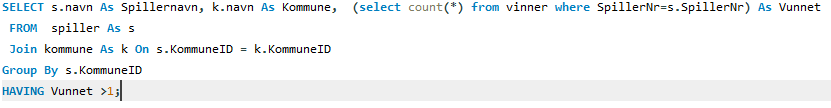 SELECT s.navn As Spillernavn, k.navn As Kommune, (select count(*) from vinner where SpillerNr=s.SpillerNr) As Vunnet
FROM spiller As s
Join kommune As k On s.KommuneID = k.KommuneID
Group By s.KommuneID
HAVING Vunnet >1;